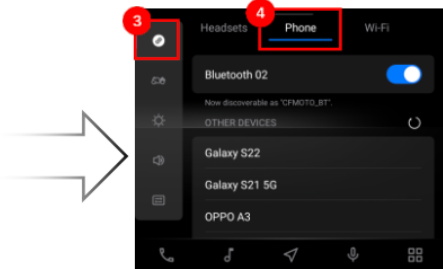 3
4
Headsets Phone Wi-Fi
Bluetooth 02
Now discoverable as "CFMOTO_BT".
OTHER DEVICES
Galaxy S22
Galaxy S21 5G
OPPO A3